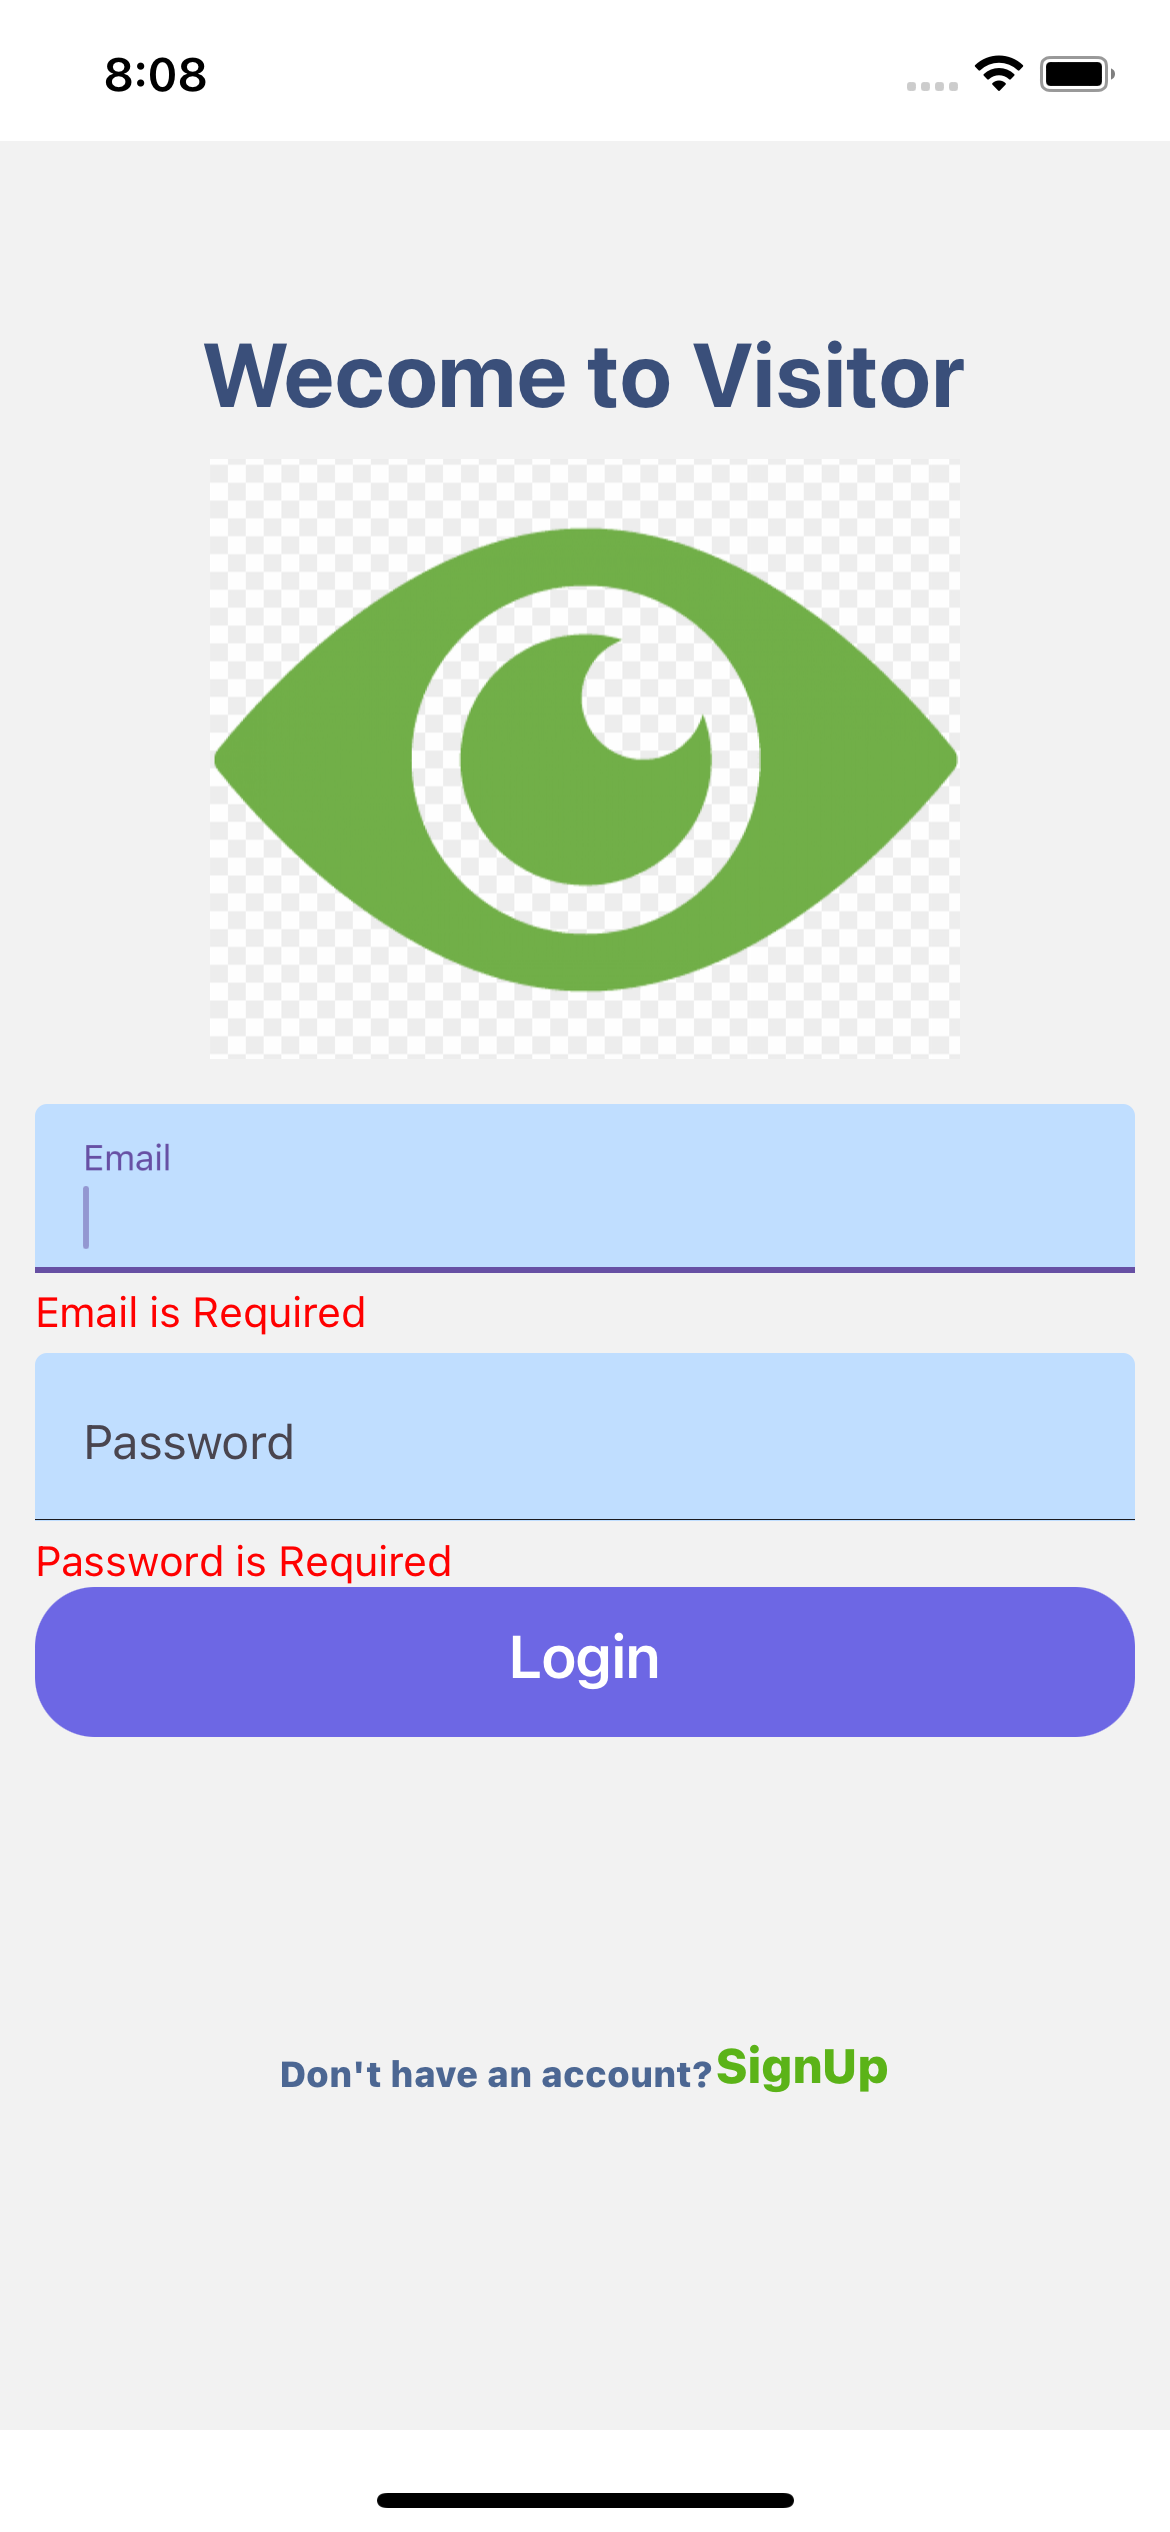 8:08
Wecome to Visitor
Email
Email is Required
Password
Password is Required
Login
Don't have an account? SignUp